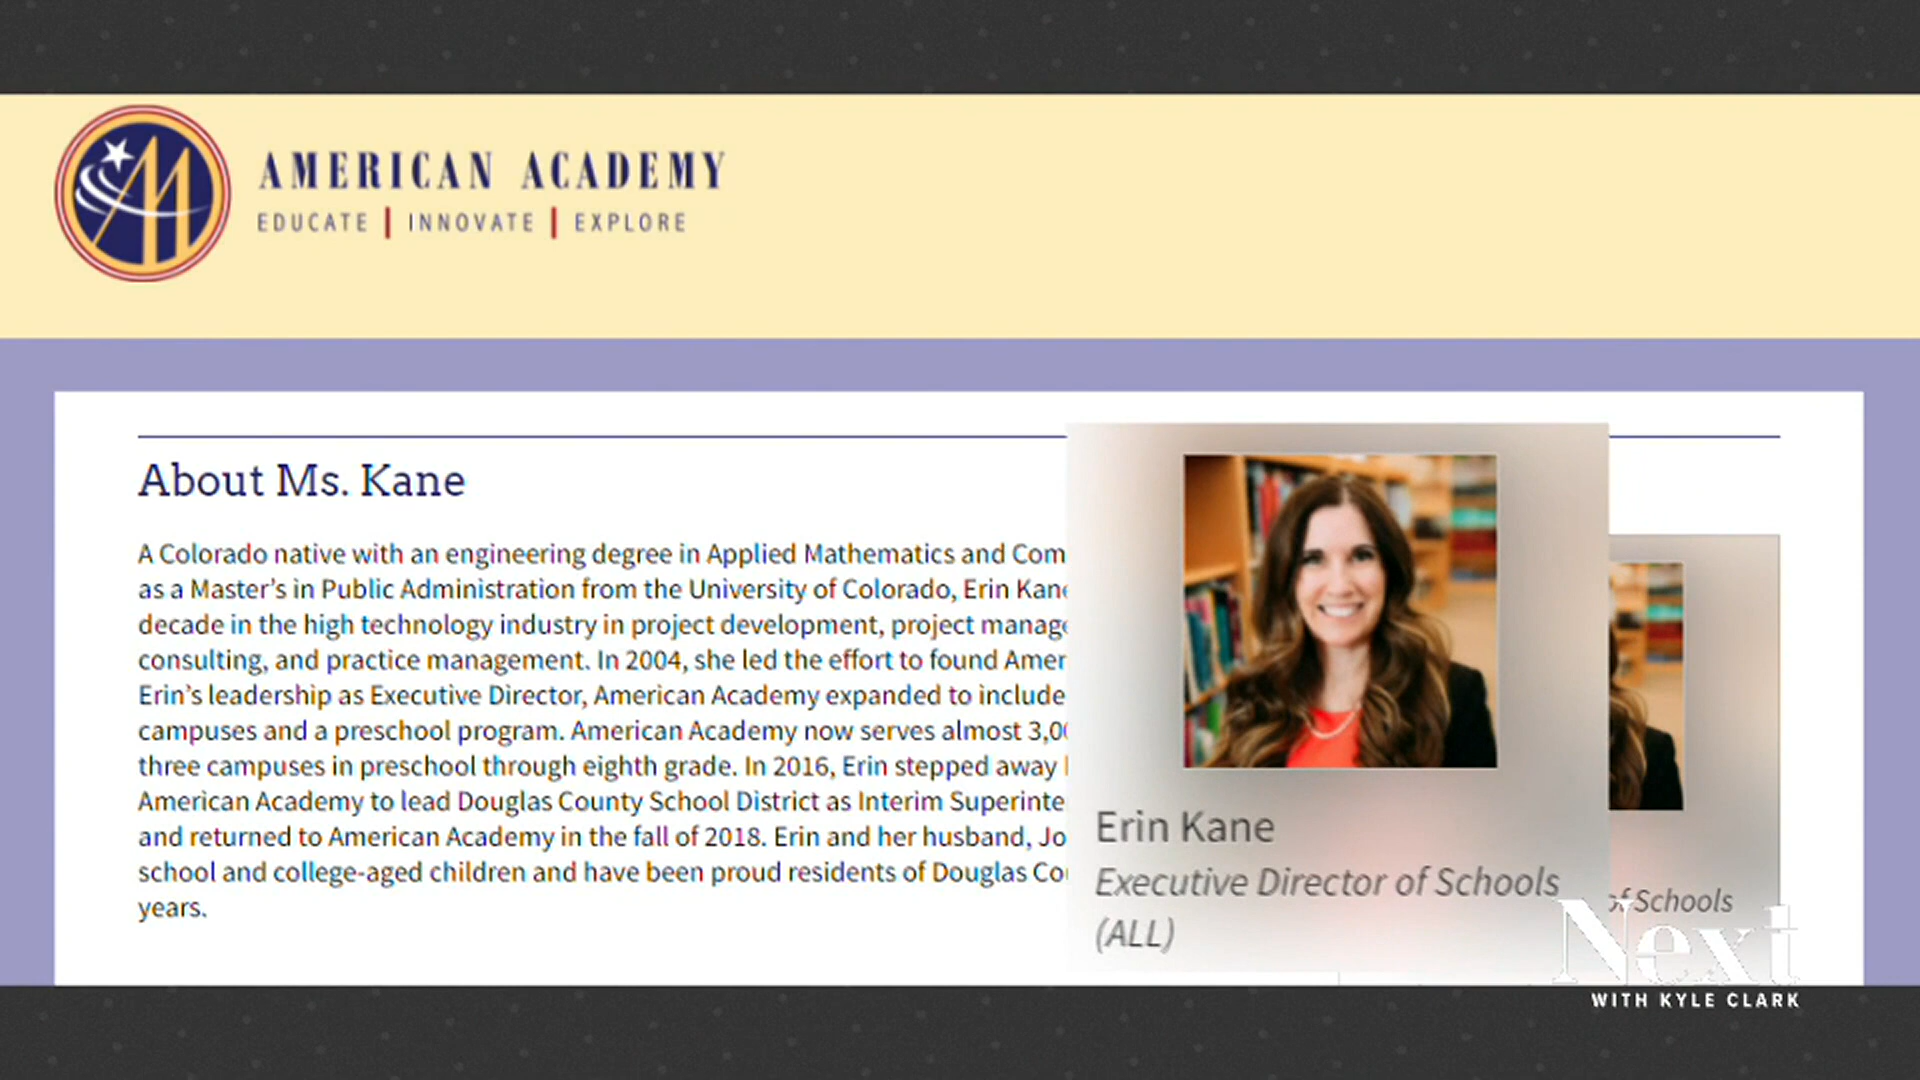 AMERICAN ACADEMY
EDUCATE | INNOVATE | EXPLORE
About Ms. Kane
A Colorado native with an engineering degree in Applied Mathematics and Com
as a Master's in Public Administration from the University of Colorado, Erin Kane
decade in the high technology industry in project development, project manage
consulting, and practice management. In 2004, she led the effort to found Amer
Erin's leadership as Executive Director, American Academy expanded to include
campuses and a preschool program. American Academy now serves almost 3,0
three campuses in preschool through eighth grade. In 2016, Erin stepped away
American Academy to lead Douglas County School District as Interim Superinte
and returned to American Academy in the fall of 2018. Erin and her husband, Jo
school and college-aged children and have been proud residents of Douglas Co
years.
Erin Kane
Executive Director of Schools
(ALL)
of Schools
Next
WITH KYLE CLARK